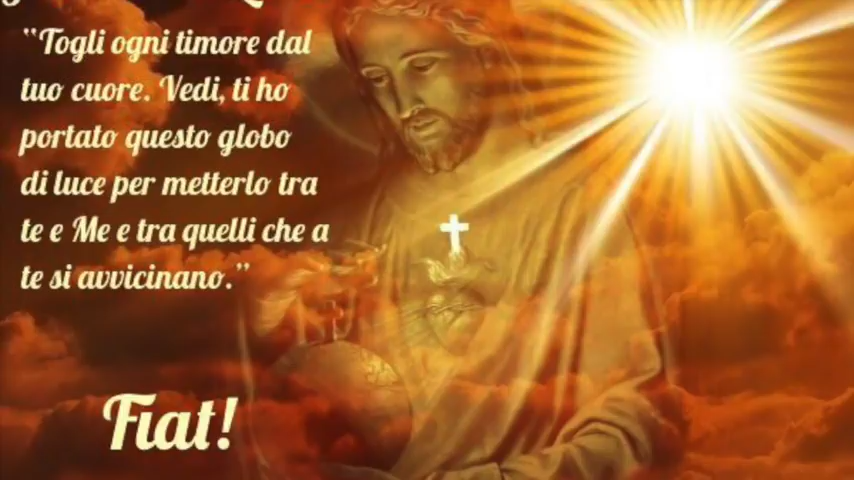 “Togli ogni timore dal
tuo cuore. Vedi, ti ho
portato questo globo
di luce per metterlo tra
te e Me e tra quelli che a
te si avvicinano.”
Fiat!